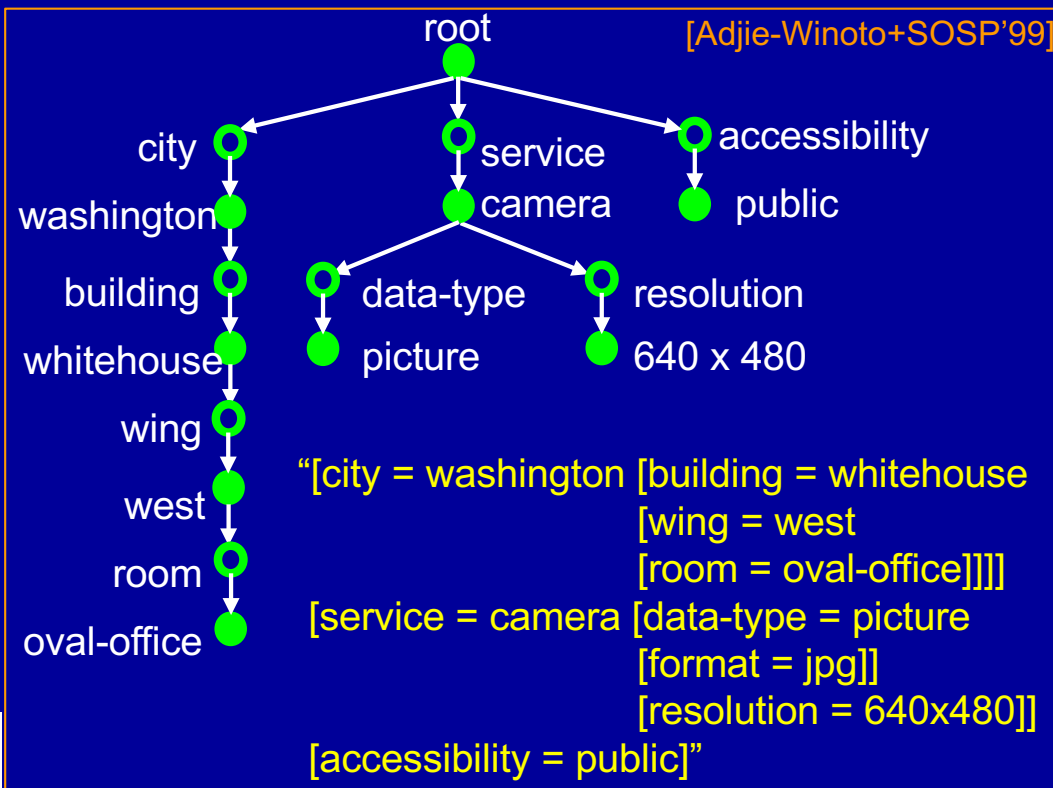 root
[Adjie-Winoto+SOSP’99]
city
service
accessibility
washington
camera
public
building
data-type
resolution
whitehouse
picture
640 x 480
wing
west
room
oval-office
“[city = washington [building = whitehouse
[wing = west
[room = oval-office]]]]
[service = camera [data-type = picture
[format = jpg]]
[resolution = 640x480]]
[accessibility = public]”